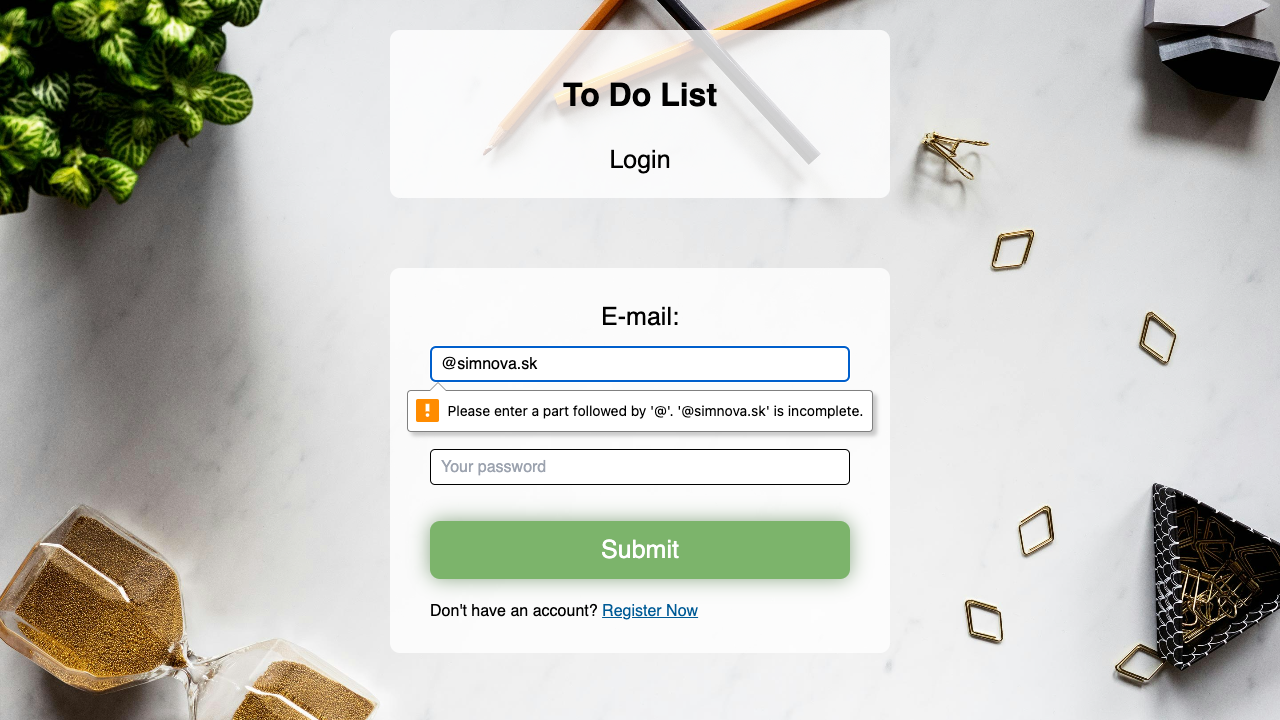 To Do List
Login
E-mail:
@simnova.sk
Please enter a part followed by '@'. '@simnova.sk' is incomplete.
Your password
Submit
Don't have an account? Register Now